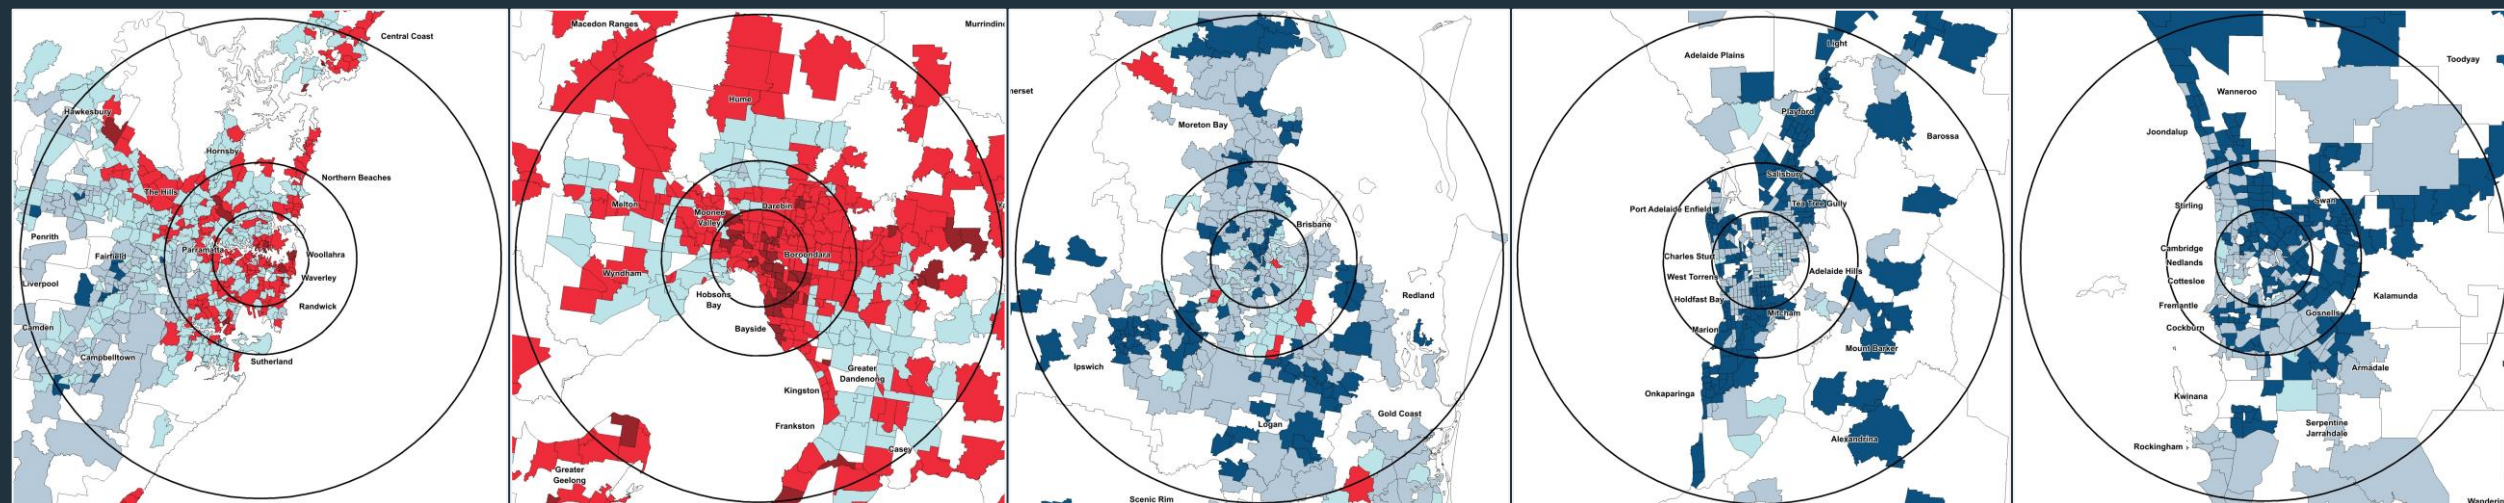 Central Coast
Hawkesbury
Hornsby
Northern Beaches
The Hills
Penrith
Parramatta
Fairfield
Woollahra
Waverley
Liverpool
Randwick
Camden
Campbelltown
Sutherland
Macedon Ranges
Murrindindi
Hume
Melton
Moonee
Valley
Darebin
Boroondara
Wyndham
Hobsons
Bay
Bayside
Greater
Dandenong
Kingston
Frankston
Casey
Greater
Geelong
merset
Moreton Bay
Brisbane
Redland
Ipswich
Gold Coast
Logan
Scenic Rim
Light
Adelaide Plains
Playford
Barossa
Salisbury
Tea Tree Gully
Port Adelaide Enfield
Charles Sturt
West Torrens
Adelaide Hills
Holdfast Bay
Mitcham
Marion
Mount Barker
Onkaparinga
Alexandrina
Toodyay
Wanneroo
Joondalup
Stirling
Swan
Cambridge
Nedlands
Cottesloe
Kalamunda
Fremantle
Gosnells
Cockburn
Armadale
Kwinana
Serpentine
Jarrahdale
Rockingham
Wandering